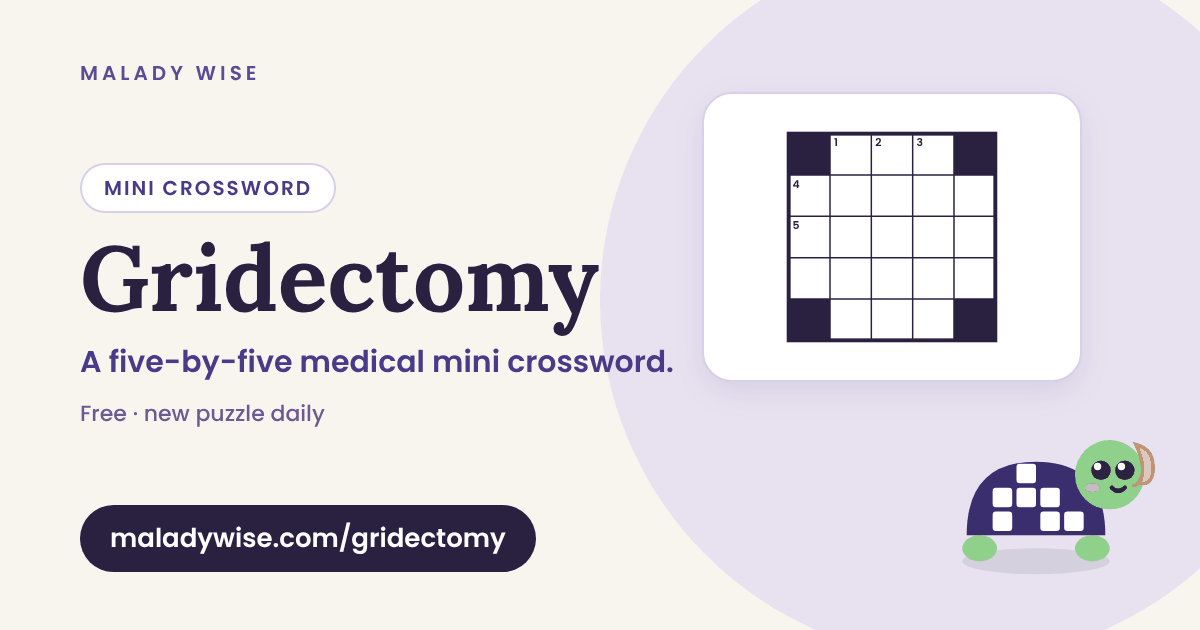 MALADY WISE
MINI CROSSWORD
Gridectomy
A five-by-five medical mini crossword.
Free · new puzzle daily
maladywise.com/gridectomy
1 2 3
4
5